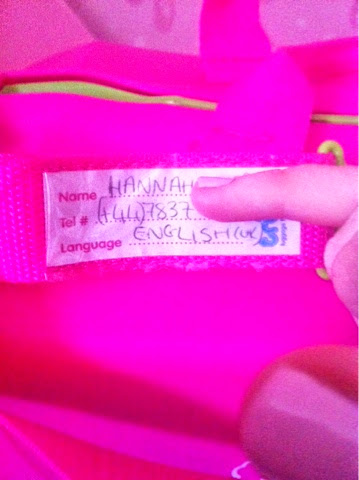 Name HANNAH
Tel # (+44)7837
Language ENGLISH(UK)